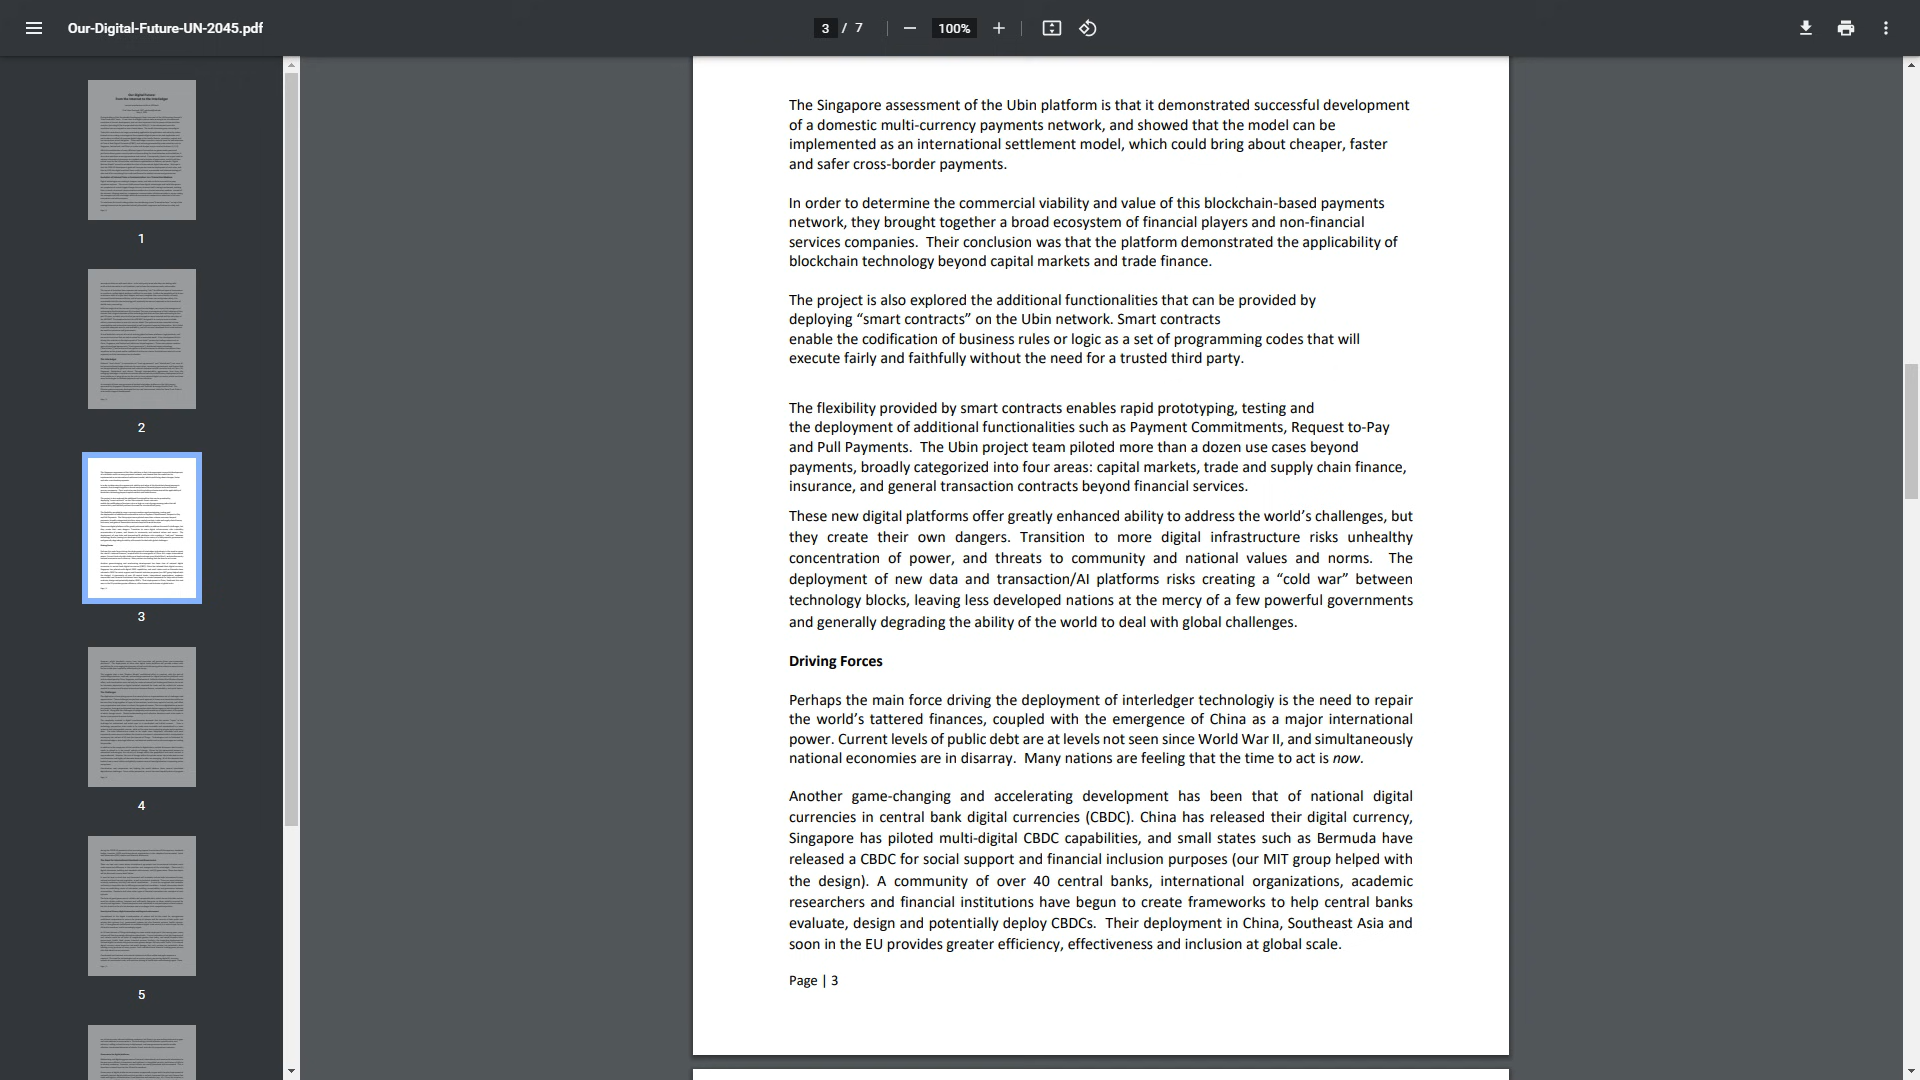 Our-Digital-Future-UN-2045.pdf
3 / 7
100%
1
2
3
4
5
The Singapore assessment of the Ubin platform is that it demonstrated successful development
of a domestic multi-currency payments network, and showed that the model can be
implemented as an international settlement model, which could bring about cheaper, faster
and safer cross-border payments.
In order to determine the commercial viability and value of this blockchain-based payments
network, they brought together a broad ecosystem of financial players and non-financial
services companies.  Their conclusion was that the platform demonstrated the applicability of
blockchain technology beyond capital markets and trade finance.
The project is also explored the additional functionalities that can be provided by
deploying “smart contracts” on the Ubin network. Smart contracts
enable the codification of business rules or logic as a set of programming codes that will
execute fairly and faithfully without the need for a trusted third party.
The flexibility provided by smart contracts enables rapid prototyping, testing and
the deployment of additional functionalities such as Payment Commitments, Request to-Pay
and Pull Payments.  The Ubin project team piloted more than a dozen use cases beyond
payments, broadly categorized into four areas: capital markets, trade and supply chain finance,
insurance, and general transaction contracts beyond financial services.
These new digital platforms offer greatly enhanced ability to address the world’s challenges, but
they create their own dangers. Transition to more digital infrastructure risks unhealthy
concentration of power, and threats to community and national values and norms.  The
deployment of new data and transaction/AI platforms risks creating a “cold war” between
technology blocks, leaving less developed nations at the mercy of a few powerful governments
and generally degrading the ability of the world to deal with global challenges.
Driving Forces
Perhaps the main force driving the deployment of interledger technologiy is the need to repair
the world’s tattered finances, coupled with the emergence of China as a major international
power. Current levels of public debt are at levels not seen since World War II, and simultaneously
national economies are in disarray.  Many nations are feeling that the time to act is now.
Another game-changing and accelerating development has been that of national digital
currencies in central bank digital currencies (CBDC). China has released their digital currency,
Singapore has piloted multi-digital CBDC capabilities, and small states such as Bermuda have
released a CBDC for social support and financial inclusion purposes (our MIT group helped with
the design). A community of over 40 central banks, international organizations, academic
researchers and financial institutions have begun to create frameworks to help central banks
evaluate, design and potentially deploy CBDCs.  Their deployment in China, Southeast Asia and
soon in the EU provides greater efficiency, effectiveness and inclusion at global scale.
Page | 3